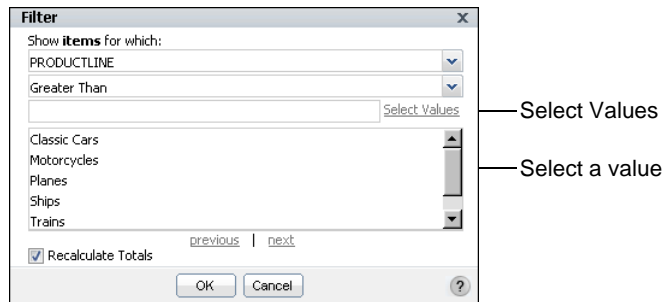 Filter x
Show items for which:
PRODUCTLINE
Greater Than
Select Values
Select Values
Classic Cars
Motorcycles
Select a value
Planes
Ships
Trains
previous | next
Recalculate Totals
OK Cancel ?